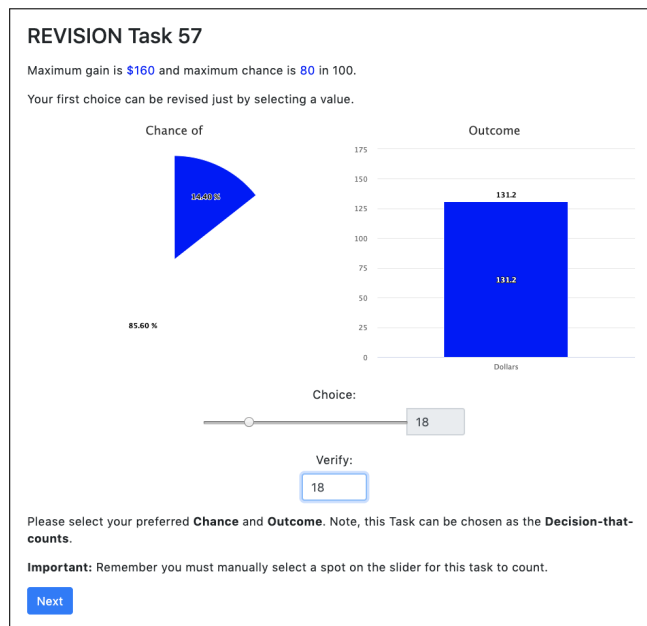 REVISION Task 57
Maximum gain is $160 and maximum chance is 80 in 100.
Your first choice can be revised just by selecting a value.
Chance of
14.40 %
85.60 %
Outcome
175
150
125
100
75
50
25
0
131.2
131.2
Dollars
Choice:
18
Verify:
18
Please select your preferred Chance and Outcome. Note, this Task can be chosen as the Decision-that-
counts.
Important: Remember you must manually select a spot on the slider for this task to count.
Next